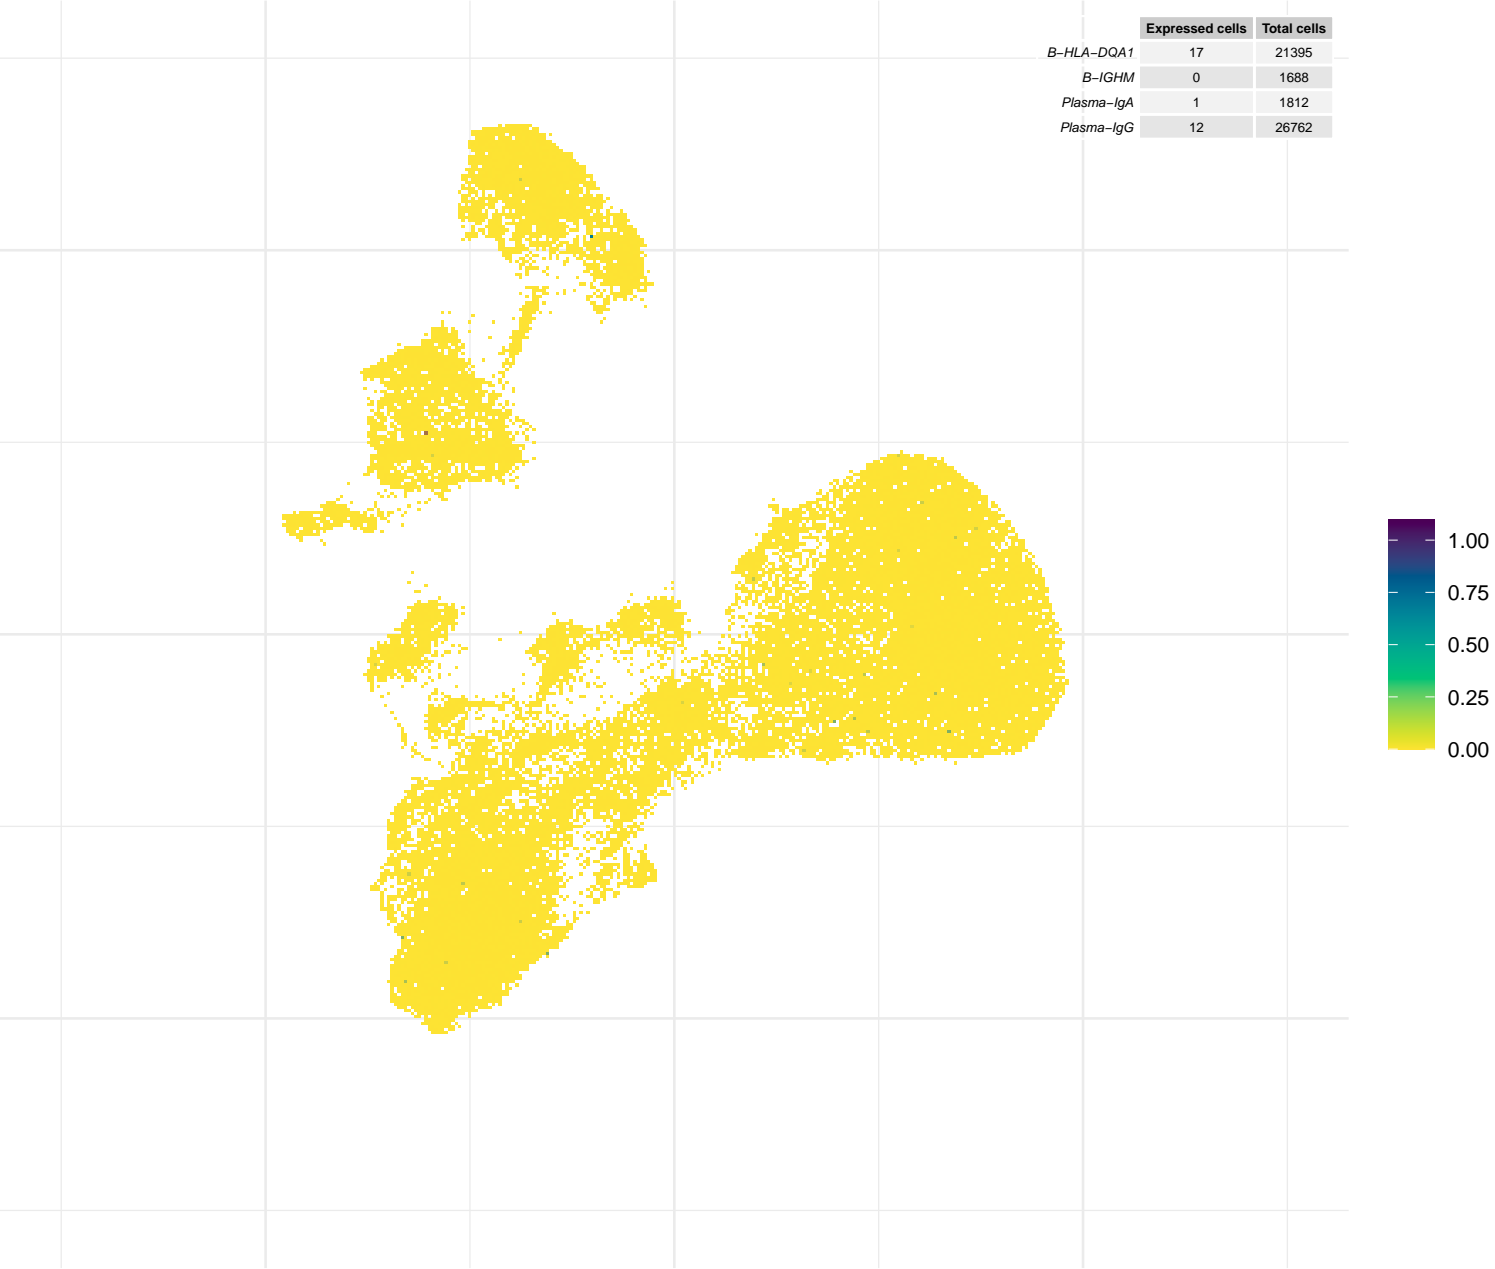 Expressed cells Total cells
B−HLA−DQA1 17 21395
B−IGHM 0 1688
Plasma−IgA 1 1812
Plasma−IgG 12 26762
1.00
0.75
0.50
0.25
0.00